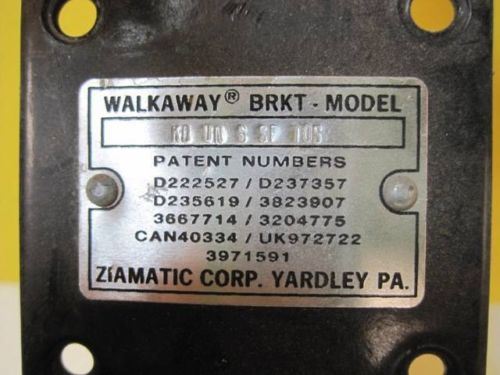 WALKAWAY® BRKT - MODEL
PATENT NUMBERS
D222527 / D237357
D235619 / 3823907
3667714 / 3204775
CAN40334 / UK972722
3971591
ZIAMATIC CORP. YARDLEY PA.